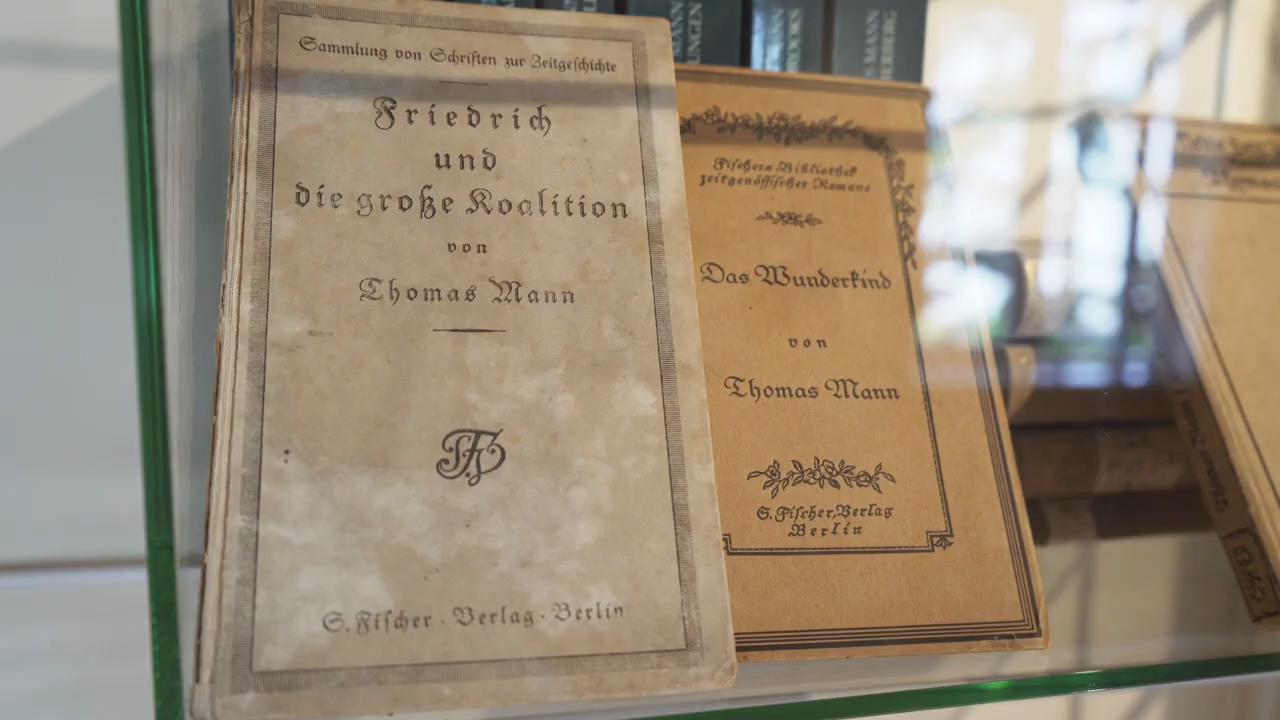 Sammlung von Schriften zur Zeitgeschichte
Friedrich
und
die große Koalition
von
Thomas Mann
S. Fischer · Verlag · Berlin
Fischers Bibliothek
zeitgenössischer Romane
Das Wunderkind
von
Thomas Mann
S. Fischer, Verlag
Berlin
MANN